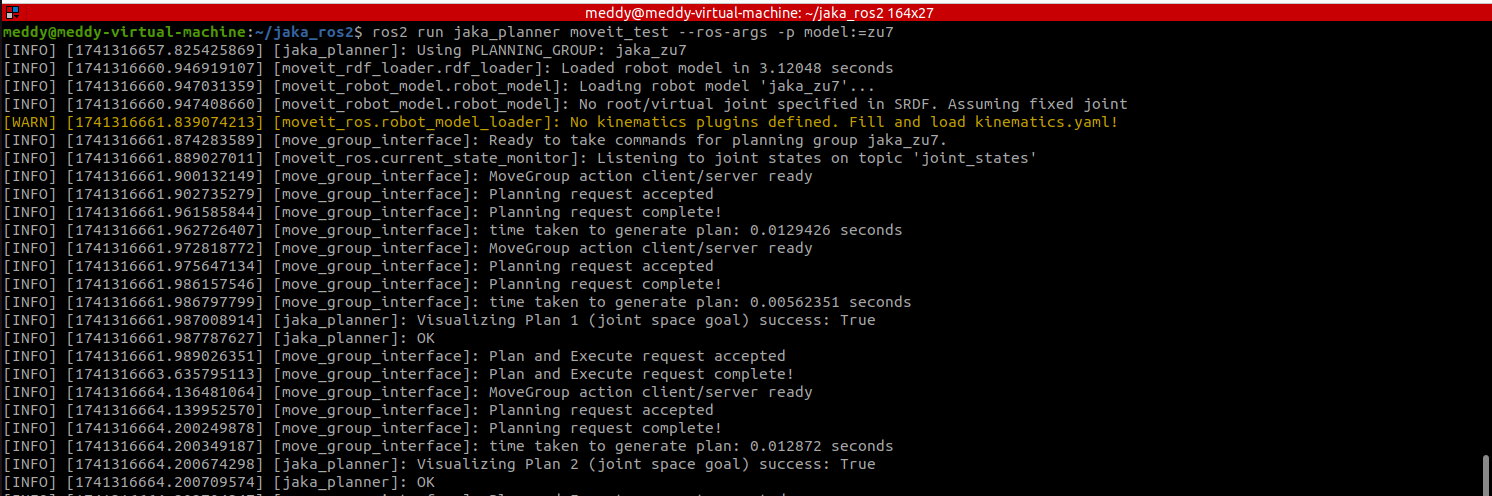 meddy@meddy-virtual-machine: ~/jaka_ros2 164x27
meddy@meddy-virtual-machine:~/jaka_ros2$ ros2 run jaka_planner moveit_test --ros-args -p model:=zu7
[INFO] [1741316657.825425869] [jaka_planner]: Using PLANNING_GROUP: jaka_zu7
[INFO] [1741316660.946919107] [moveit_rdf_loader.rdf_loader]: Loaded robot model in 3.12048 seconds
[INFO] [1741316660.947031359] [moveit_robot_model.robot_model]: Loading robot model 'jaka_zu7'...
[INFO] [1741316660.947408660] [moveit_robot_model.robot_model]: No root/virtual joint specified in SRDF. Assuming fixed joint
[WARN] [1741316661.839074213] [moveit_ros.robot_model_loader]: No kinematics plugins defined. Fill and load kinematics.yaml!
[INFO] [1741316661.874283589] [move_group_interface]: Ready to take commands for planning group jaka_zu7.
[INFO] [1741316661.889027011] [moveit_ros.current_state_monitor]: Listening to joint states on topic 'joint_states'
[INFO] [1741316661.900132149] [move_group_interface]: MoveGroup action client/server ready
[INFO] [1741316661.902735279] [move_group_interface]: Planning request accepted
[INFO] [1741316661.961585844] [move_group_interface]: Planning request complete!
[INFO] [1741316661.962726407] [move_group_interface]: time taken to generate plan: 0.0129426 seconds
[INFO] [1741316661.972818772] [move_group_interface]: MoveGroup action client/server ready
[INFO] [1741316661.975647134] [move_group_interface]: Planning request accepted
[INFO] [1741316661.986157546] [move_group_interface]: Planning request complete!
[INFO] [1741316661.986797799] [move_group_interface]: time taken to generate plan: 0.00562351 seconds
[INFO] [1741316661.987008914] [jaka_planner]: Visualizing Plan 1 (joint space goal) success: True
[INFO] [1741316661.987787627] [jaka_planner]: OK
[INFO] [1741316661.989026351] [move_group_interface]: Plan and Execute request accepted
[INFO] [1741316663.635795113] [move_group_interface]: Plan and Execute request complete!
[INFO] [1741316664.136481064] [move_group_interface]: MoveGroup action client/server ready
[INFO] [1741316664.139952570] [move_group_interface]: Planning request accepted
[INFO] [1741316664.200249878] [move_group_interface]: Planning request complete!
[INFO] [1741316664.200349187] [move_group_interface]: time taken to generate plan: 0.012872 seconds
[INFO] [1741316664.200674298] [jaka_planner]: Visualizing Plan 2 (joint space goal) success: True
[INFO] [1741316664.200709574] [jaka_planner]: OK